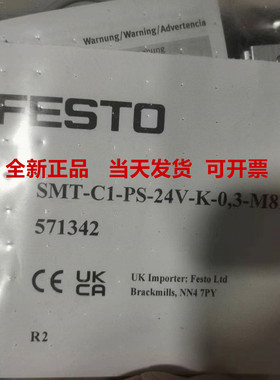 Warnung/Warning/Advertencia
FESTO
全新正品 当天发货 可开票
SMT-C1-PS-24V-K-0,3-M8
571342
CE UK CA
UK Importer: Festo Ltd
Brackmills, NN4 7PY
R2